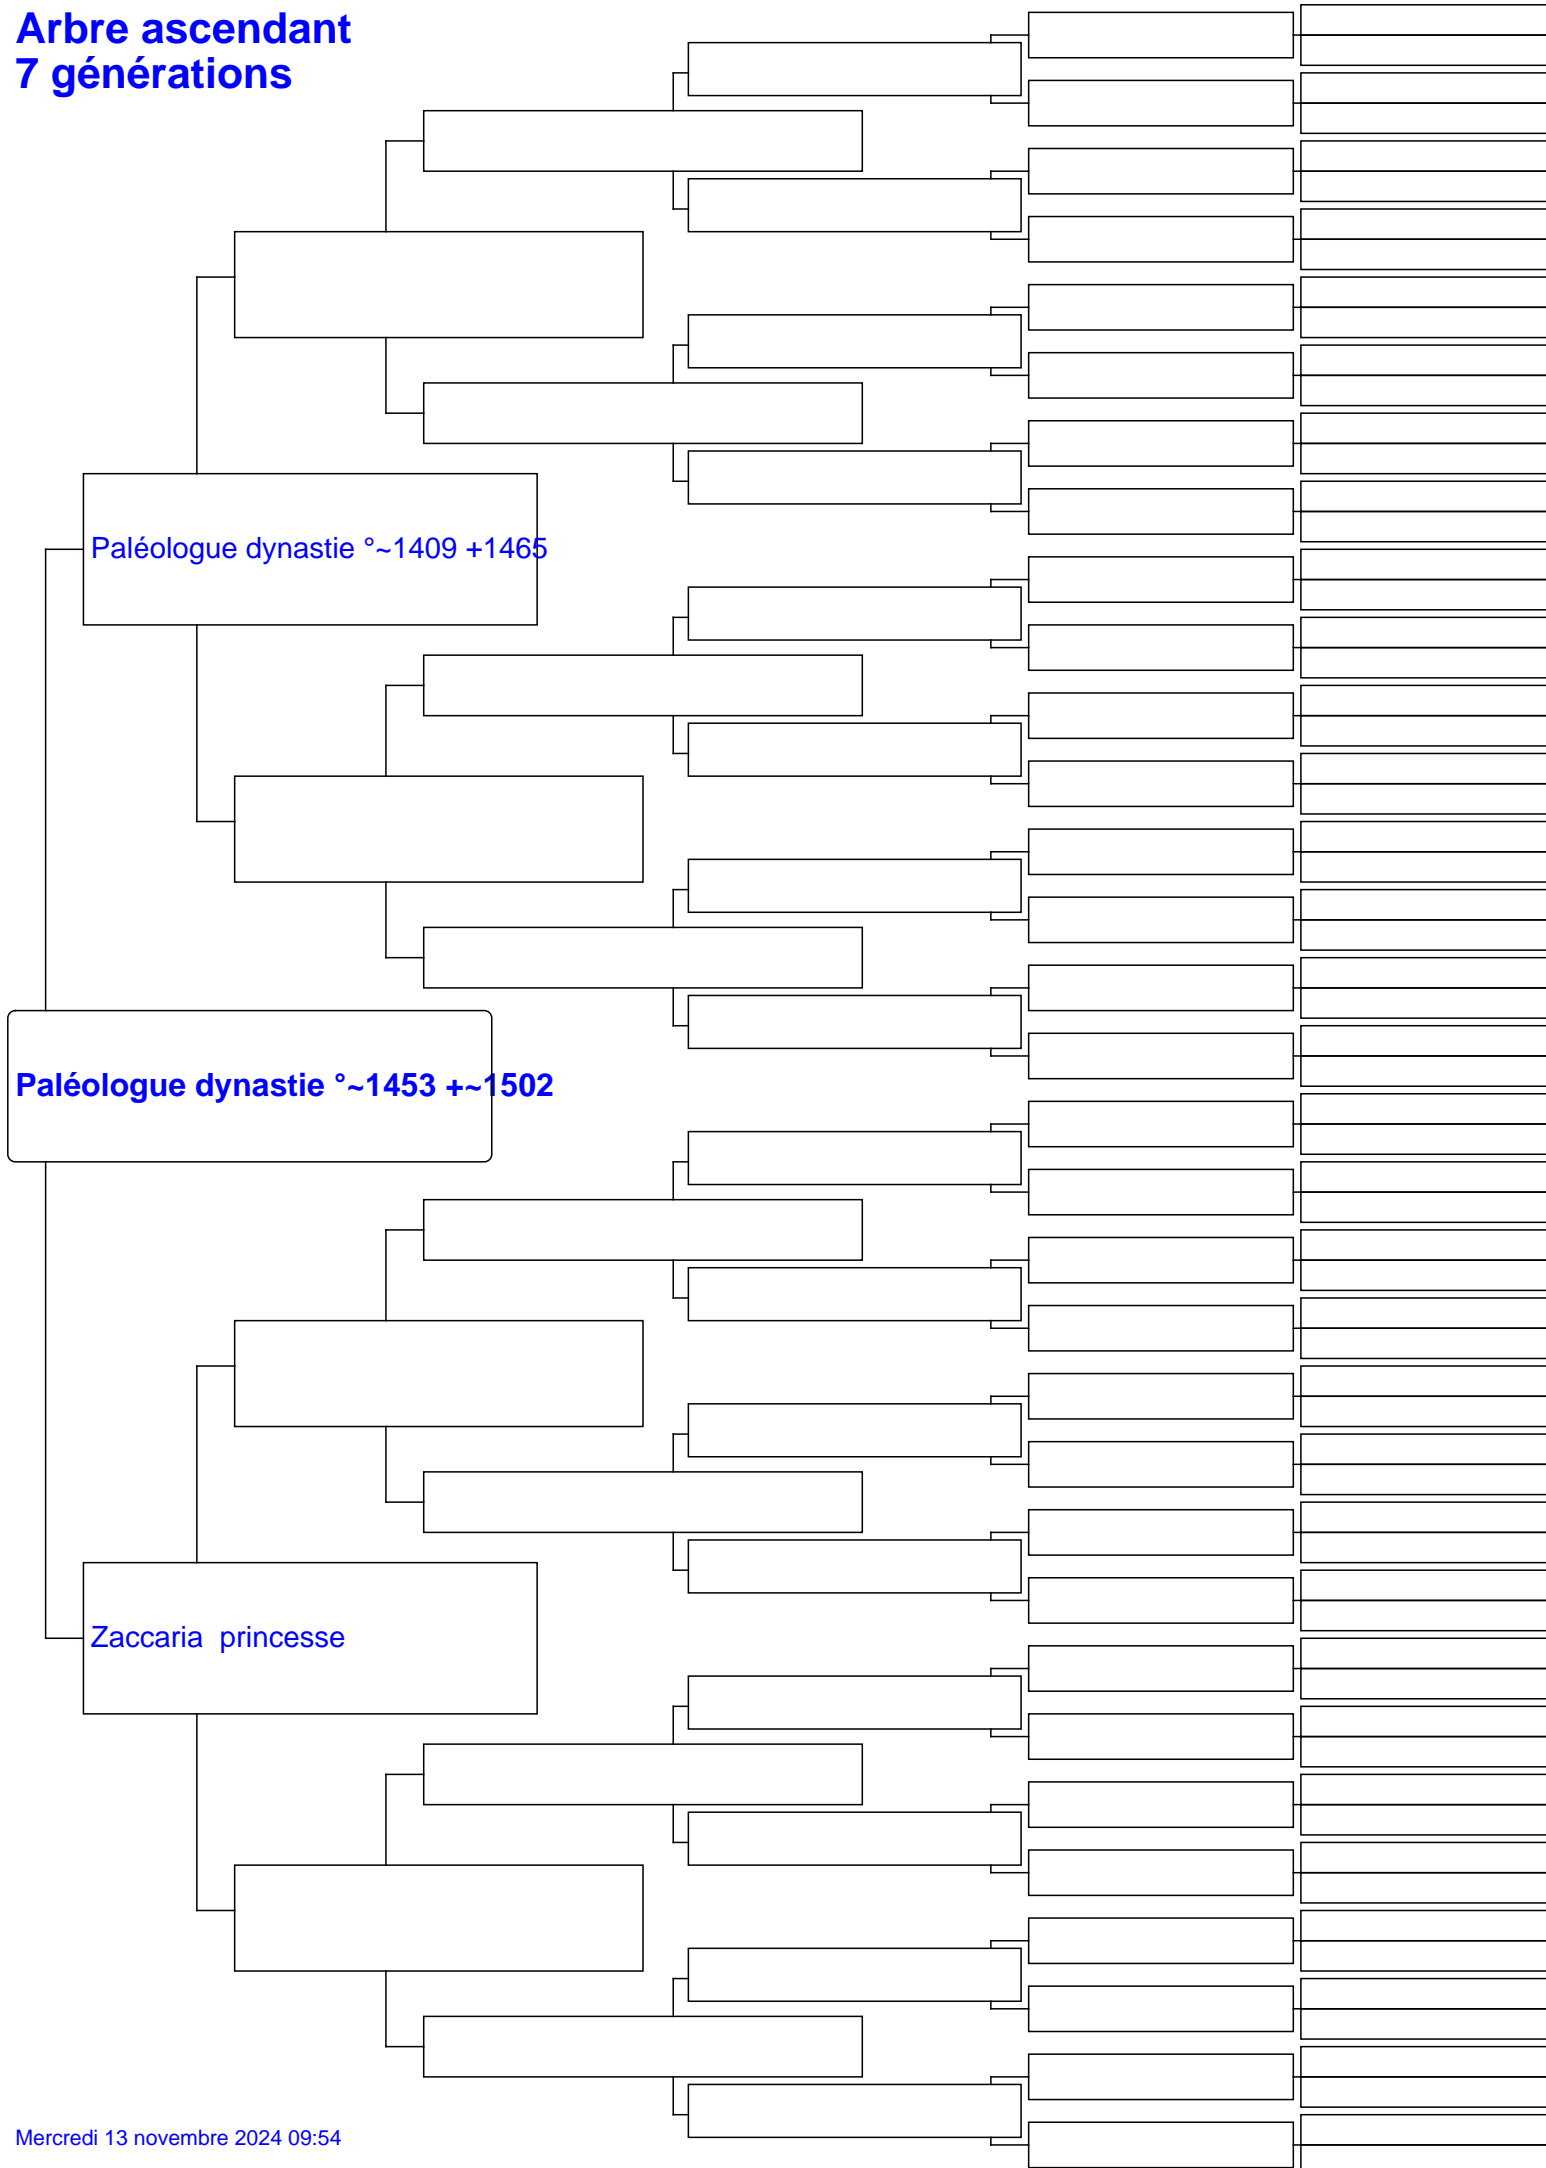 Arbre ascendant
7 générations
Paléologue dynastie °~1409 +1465
Paléologue dynastie °~1453 +~1502
Zaccaria  princesse
Mercredi 13 novembre 2024 09:54